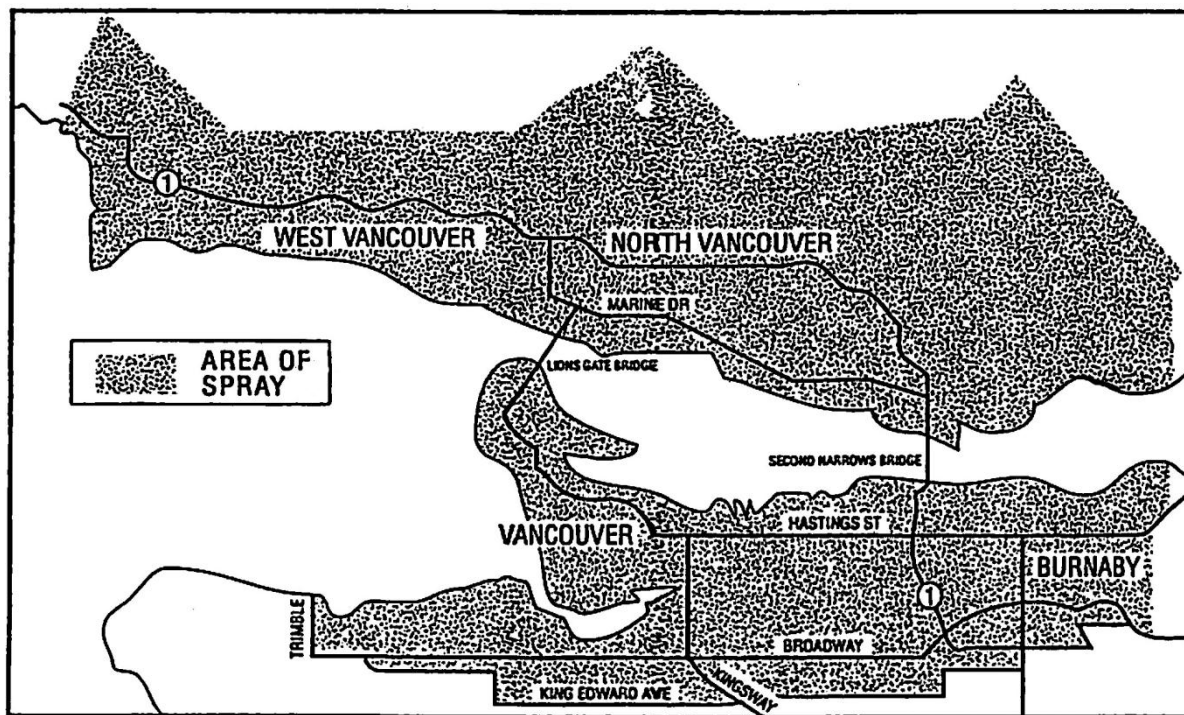 1
WEST VANCOUVER
NORTH VANCOUVER
MARINE DR
AREA OF
SPRAY
LIONS GATE BRIDGE
SECOND NARROWS BRIDGE
HASTINGS ST
VANCOUVER
BURNABY
1
TRIMBLE
BROADWAY
KINGSWAY
KING EDWARD AVE